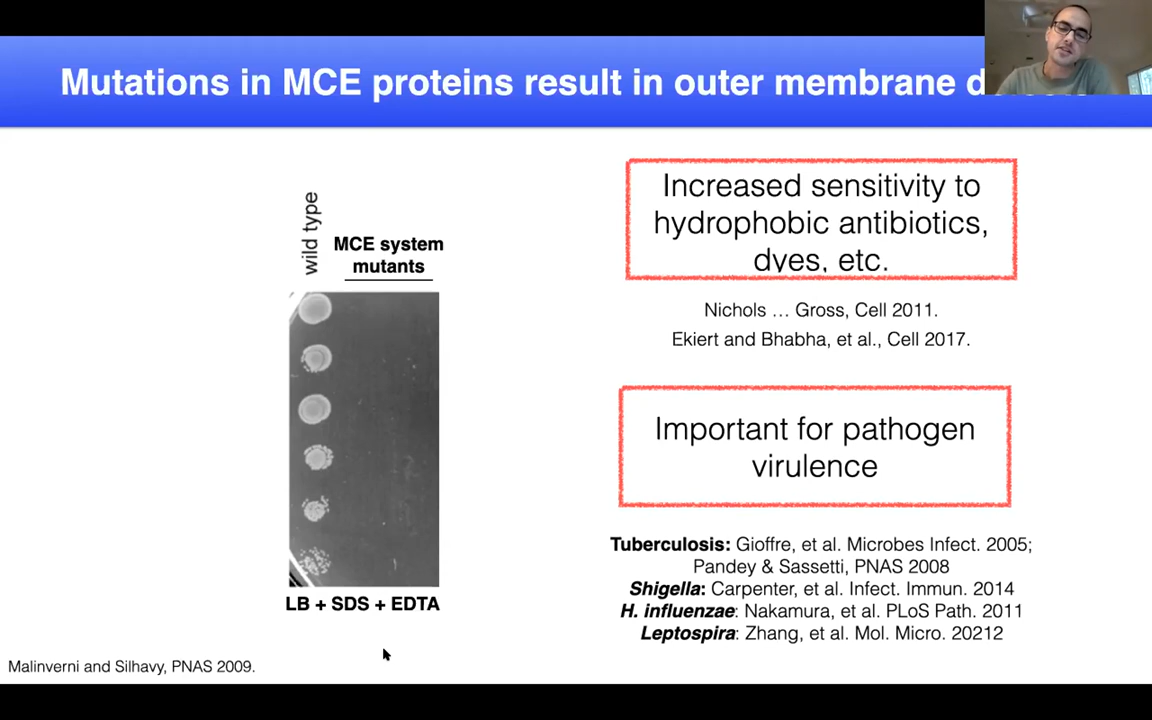 Mutations in MCE proteins result in outer membrane
wild type
MCE system
mutants
LB + SDS + EDTA
Malinverni and Silhavy, PNAS 2009.
Increased sensitivity to
hydrophobic antibiotics,
dyes, etc.
Nichols … Gross, Cell 2011.
Ekiert and Bhabha, et al., Cell 2017.
Important for pathogen
virulence
Tuberculosis: Gioffre, et al. Microbes Infect. 2005;
Pandey & Sassetti, PNAS 2008
Shigella: Carpenter, et al. Infect. Immun. 2014
H. influenzae: Nakamura, et al. PLoS Path. 2011
Leptospira: Zhang, et al. Mol. Micro. 20212